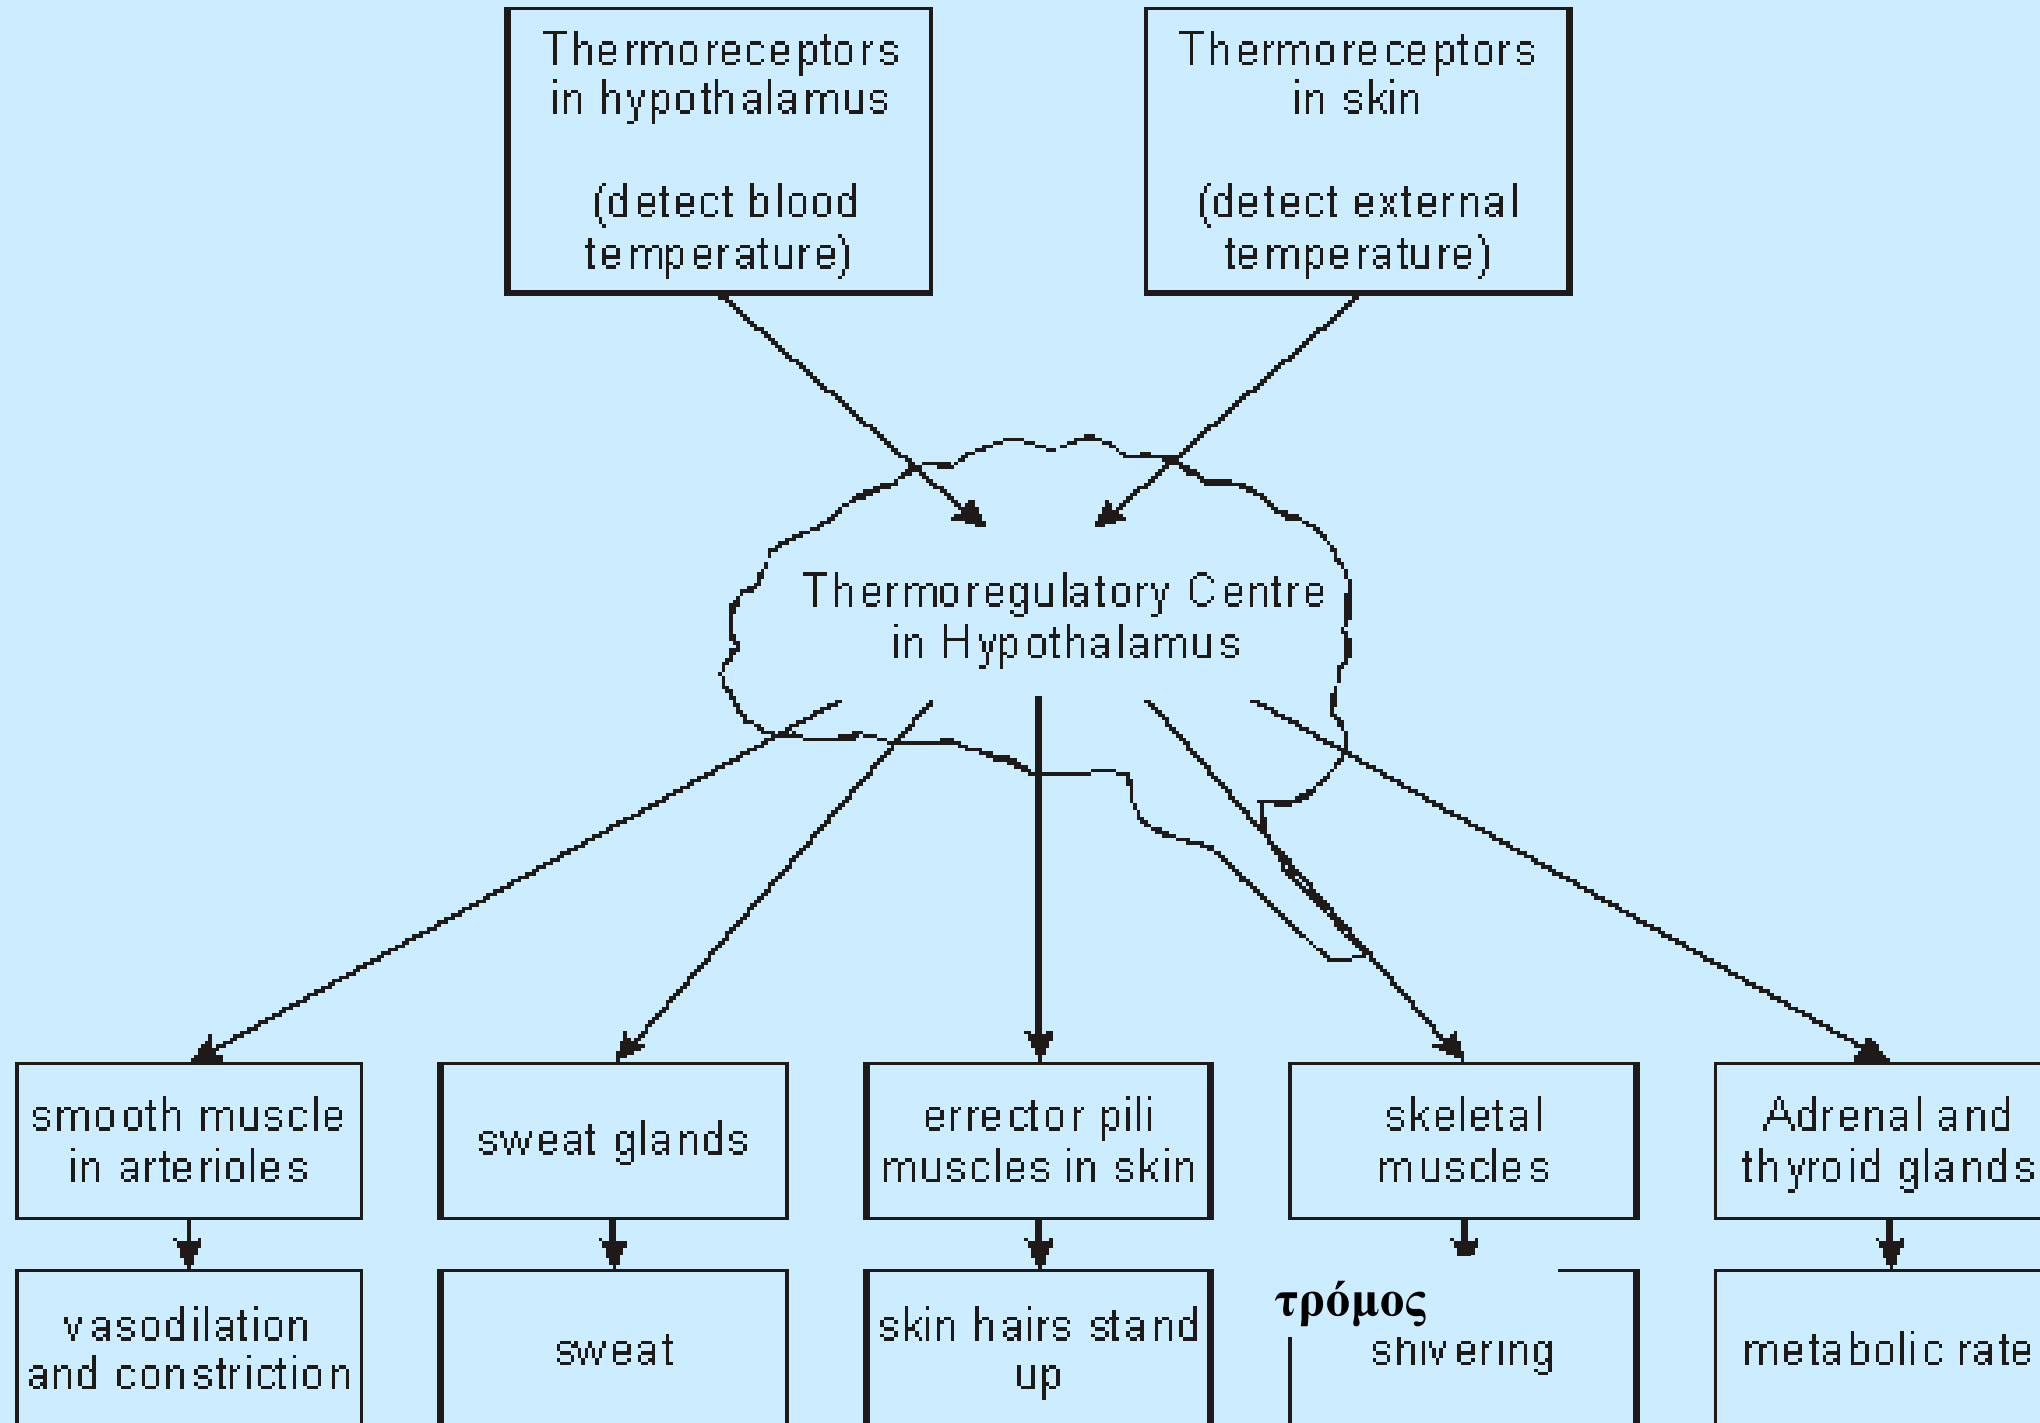 Thermoreceptors
in hypothalamus
(detect blood
temperature)
Thermoreceptors
in skin
(detect external
temperature)
Thermoregulatory Centre
in Hypothalamus
smooth muscle
in arterioles
sweat glands
errector pili
muscles in skin
skeletal
muscles
Adrenal and
thyroid glands
vasodilation
and constriction
sweat
skin hairs stand
up
τρόμος
shivering
metabolic rate